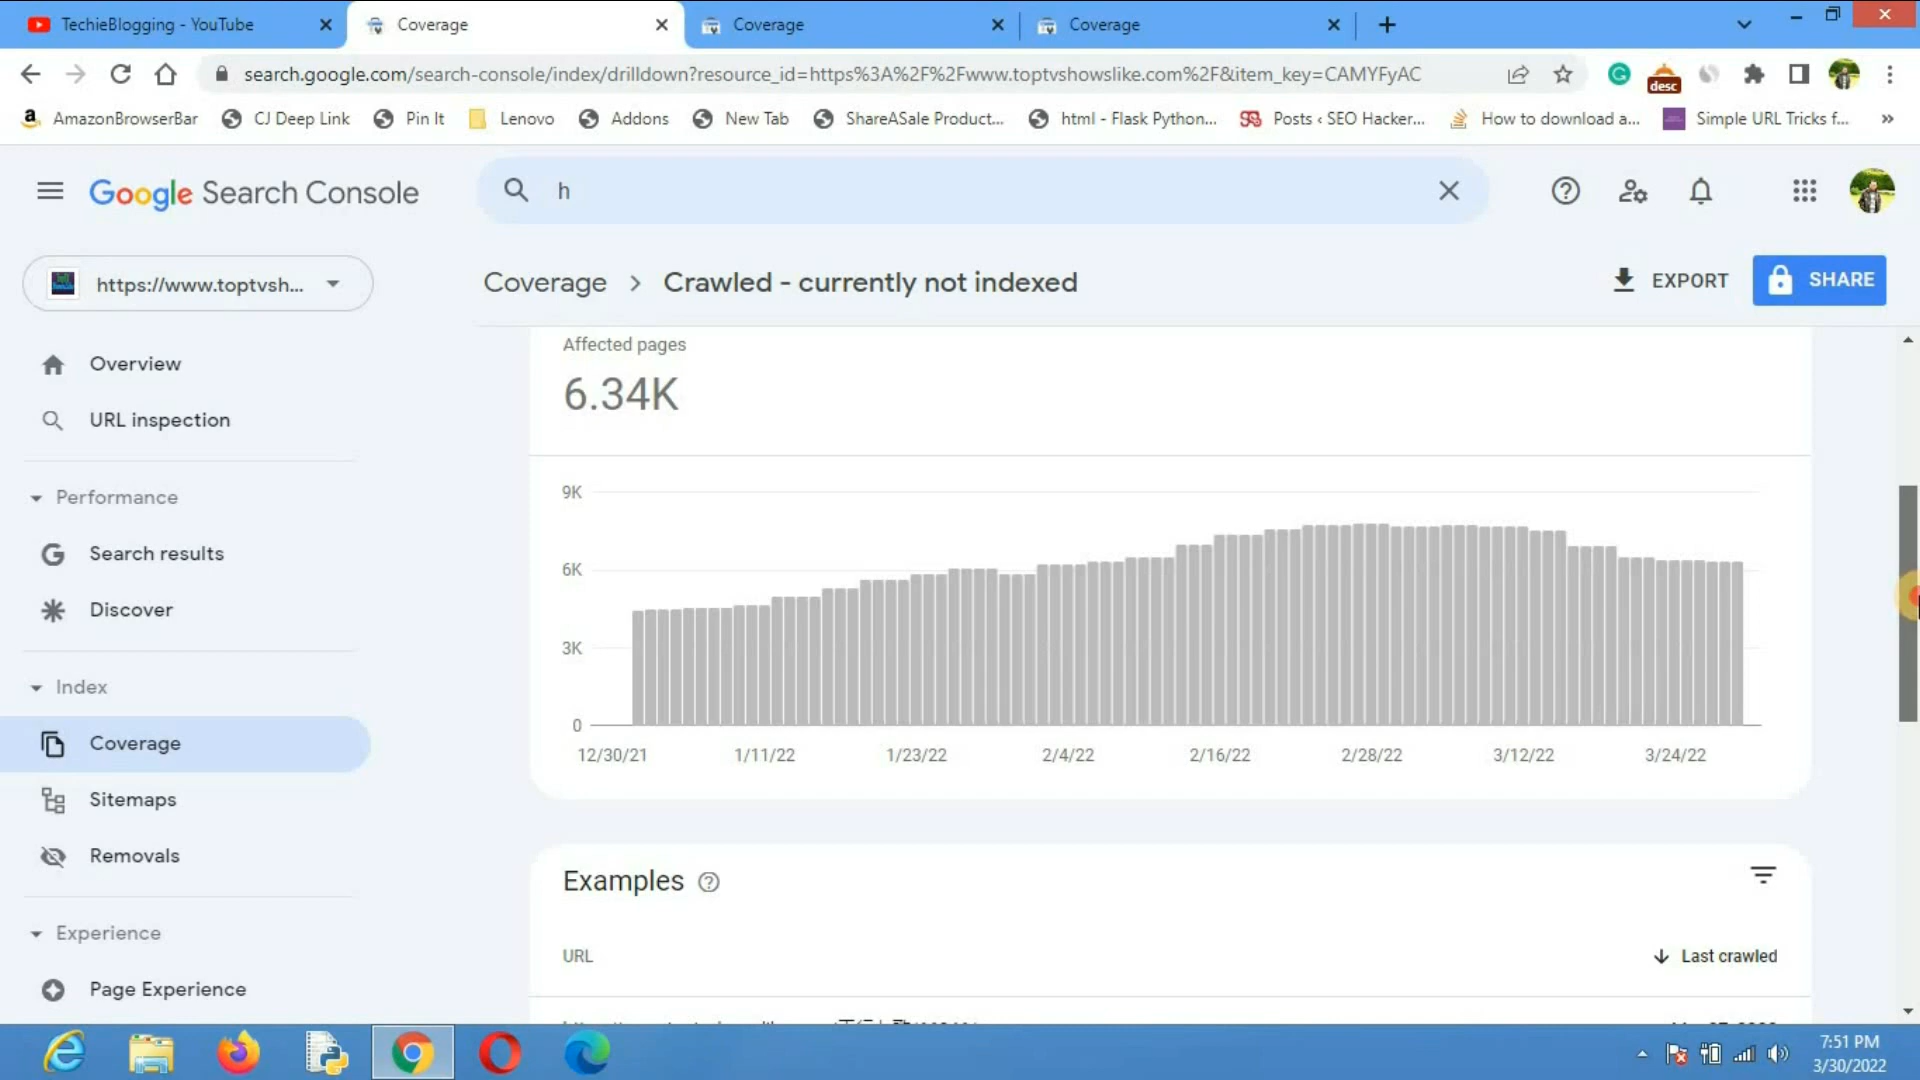 TechieBlogging - YouTube
Coverage
Coverage
Coverage
search.google.com/search-console/index/drilldown?resource_id=https%3A%2F%2Fwww.toptvshowslike.com%2F&item_key=CAMYFyAC
desc
AmazonBrowserBar
CJ Deep Link
Pin It
Lenovo
Addons
New Tab
ShareASale Product...
html - Flask Python...
Posts ‹ SEO Hacker...
How to download a...
Simple URL Tricks f...
»
Google Search Console
h
https://www.toptvsh...
Coverage > Crawled - currently not indexed
EXPORT
SHARE
Overview
URL inspection
Performance
Search results
Discover
Index
Coverage
Sitemaps
Removals
Experience
Page Experience
Affected pages
6.34K
9K
6K
3K
0
12/30/21
1/11/22
1/23/22
2/4/22
2/16/22
2/28/22
3/12/22
3/24/22
Examples
URL
Last crawled
7:51 PM
3/30/2022